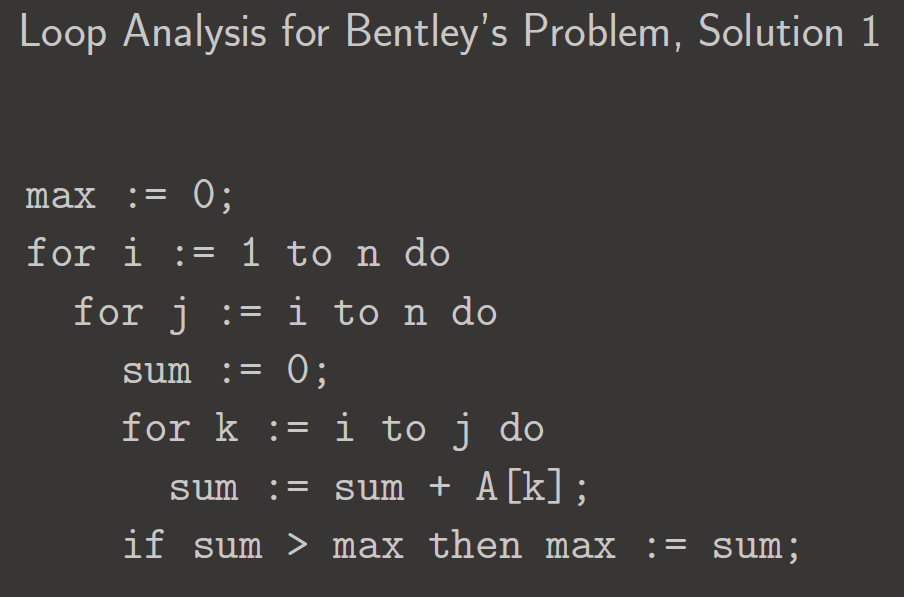 Loop Analysis for Bentley's Problem, Solution 1
max := 0;
for i := 1 to n do
for j := i to n do
sum := 0;
for k := i to j do
sum := sum + A[k];
if sum > max then max := sum;